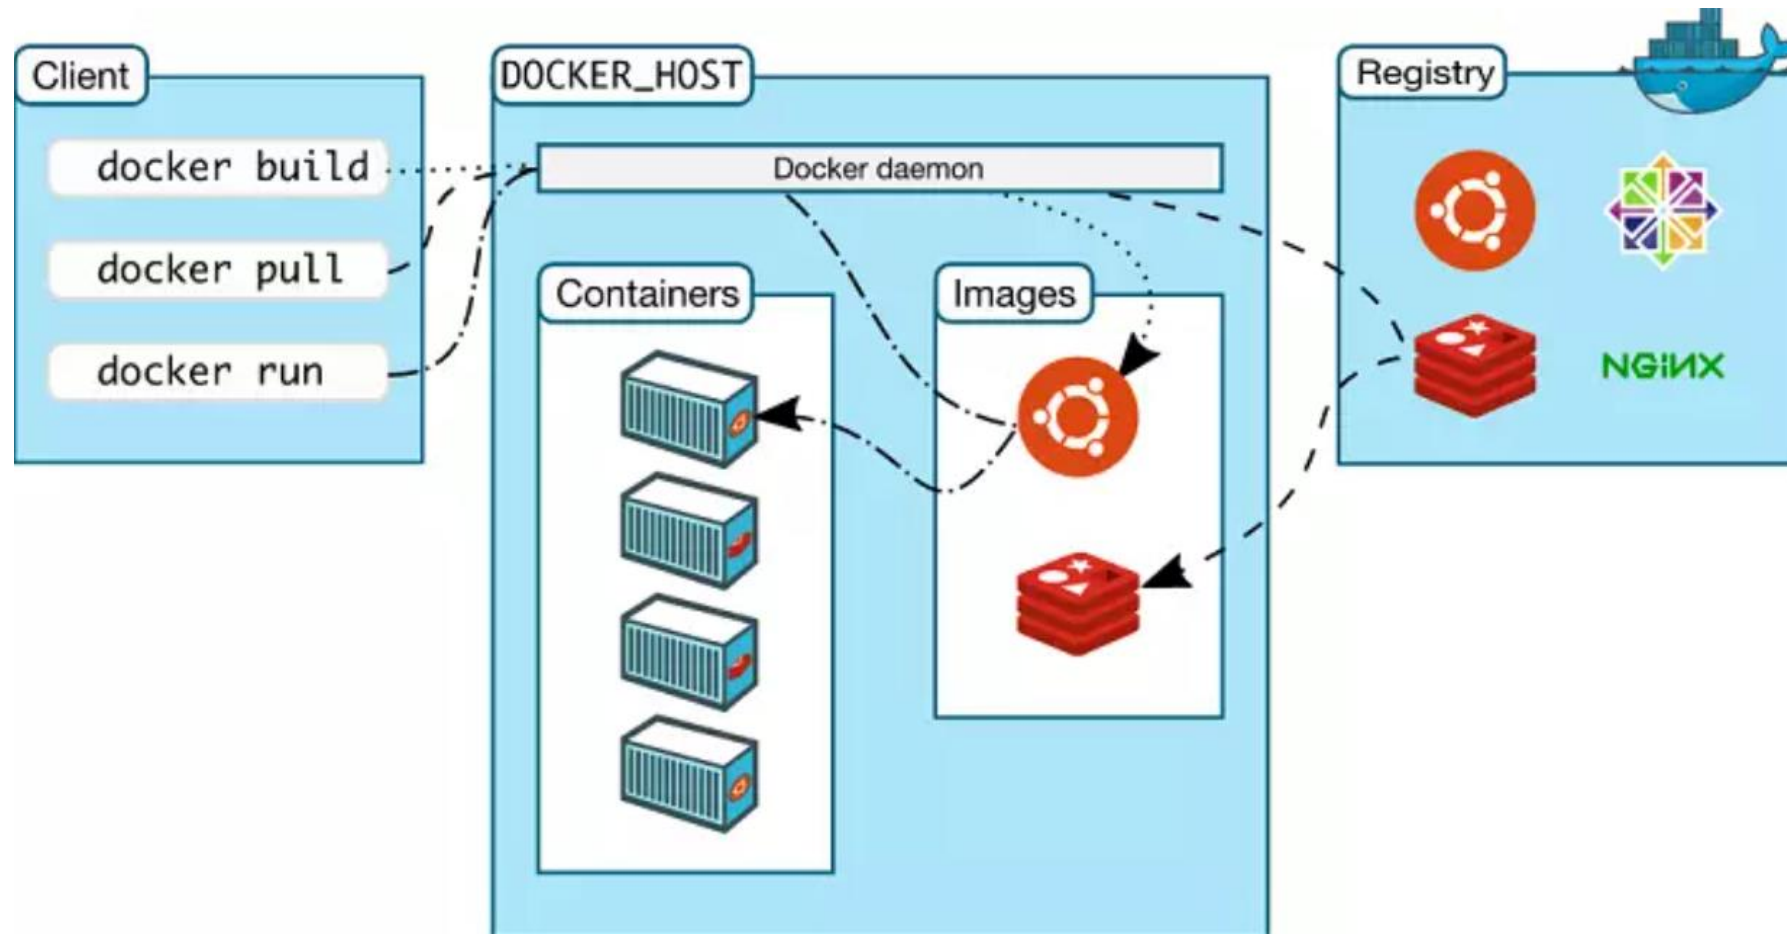 Client
docker build
docker pull
docker run
DOCKER_HOST
Docker daemon
Containers
Images
Registry
NGiNX